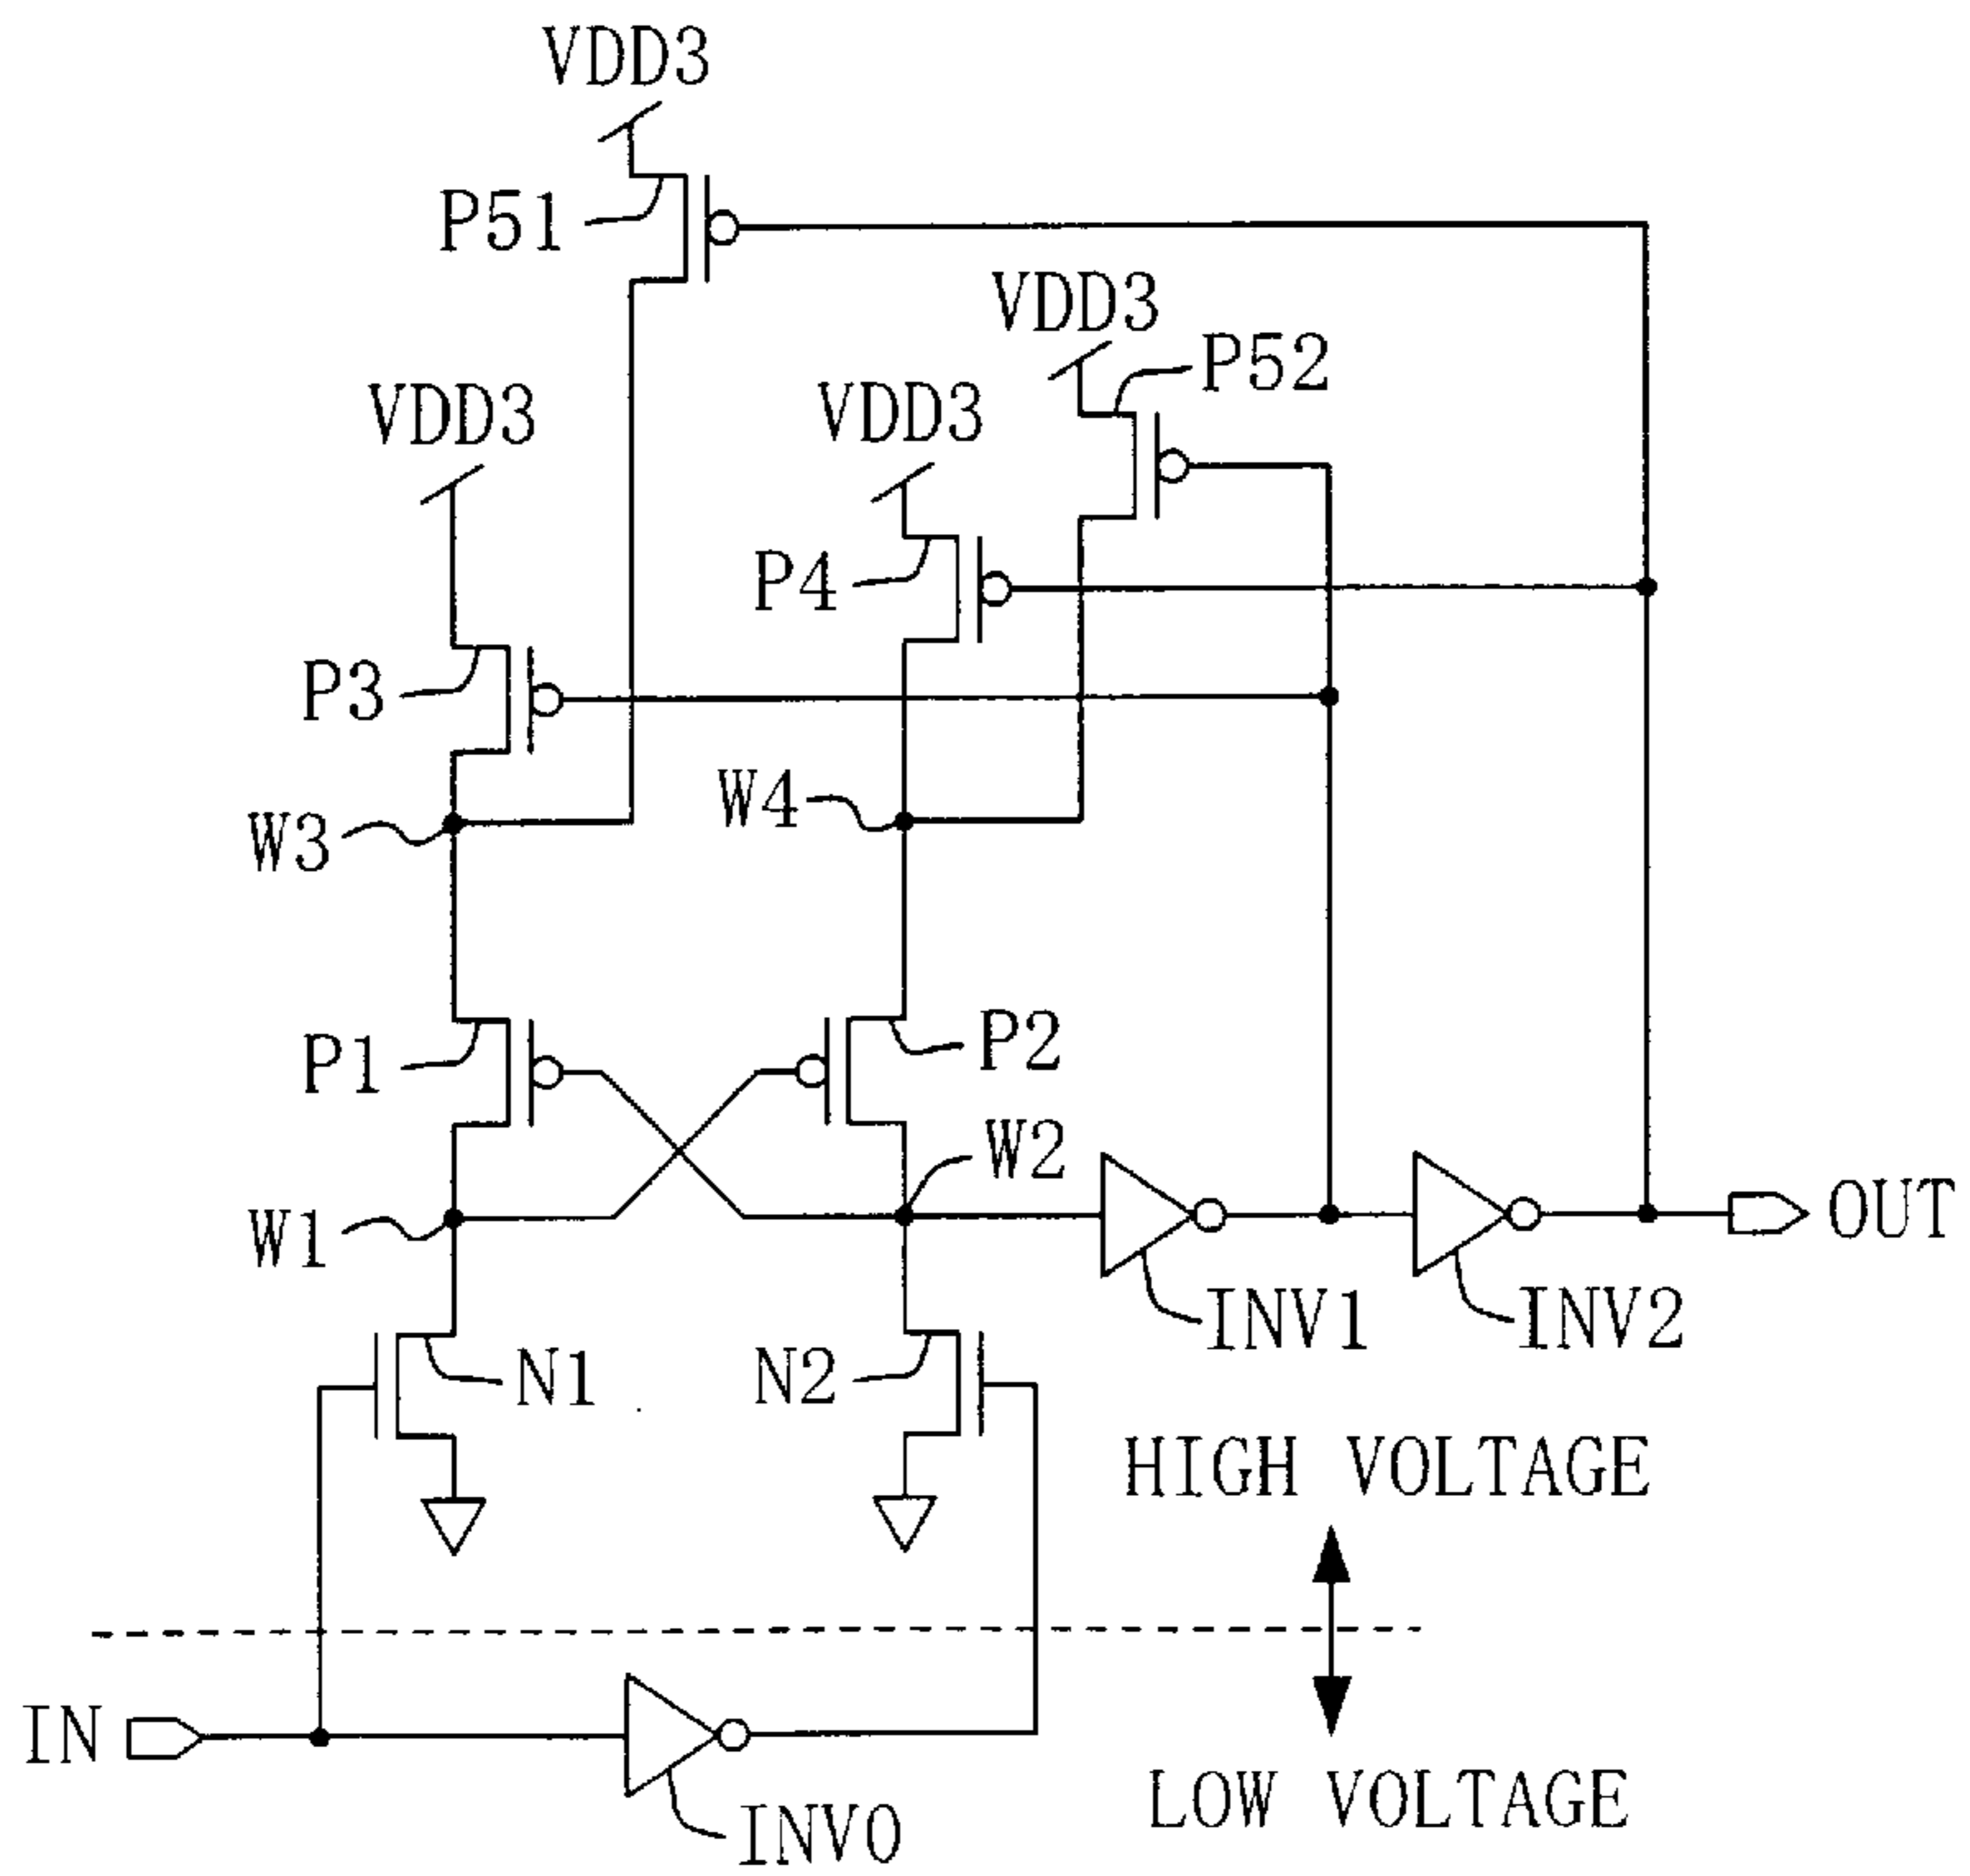 VDD3
P51
VDD3
P52
VDD3
VDD3
P4
P3
W4
W3
P1
P2
W2
W1
OUT
INV1
INV2
N1
N2
HIGH VOLTAGE
IN
LOW VOLTAGE
INV0